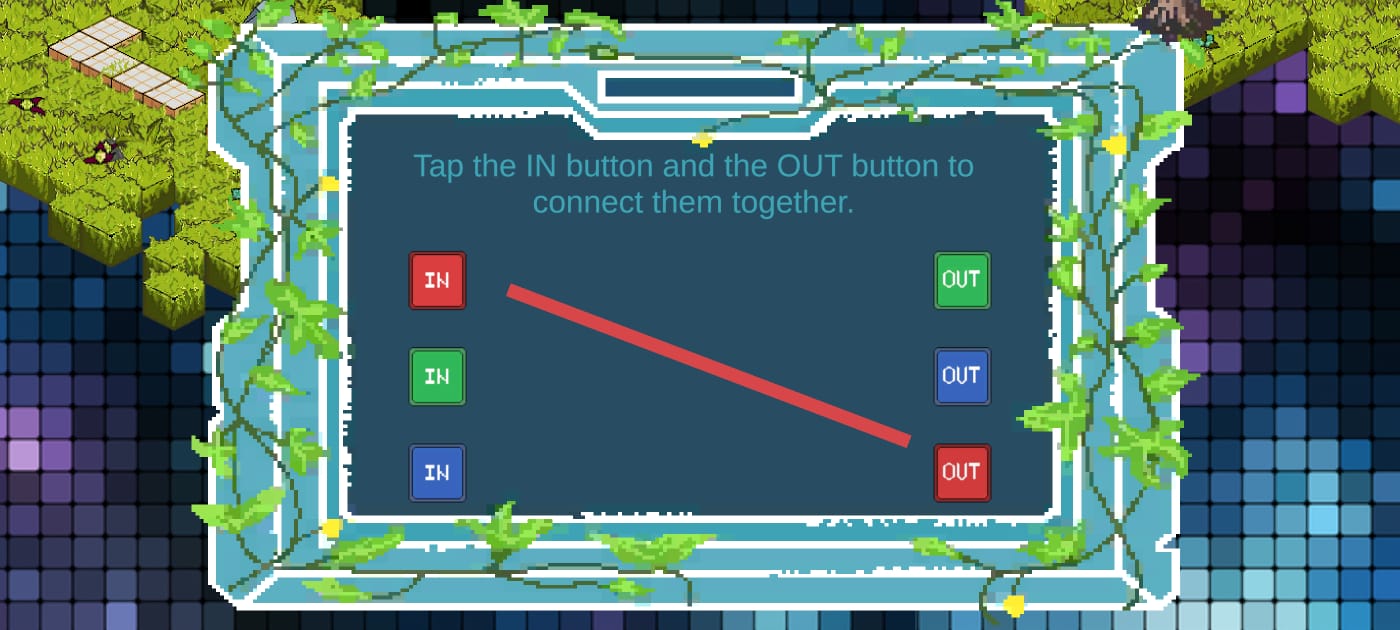 Tap the IN button and the OUT button to
connect them together.
IN
OUT
IN
OUT
IN
OUT